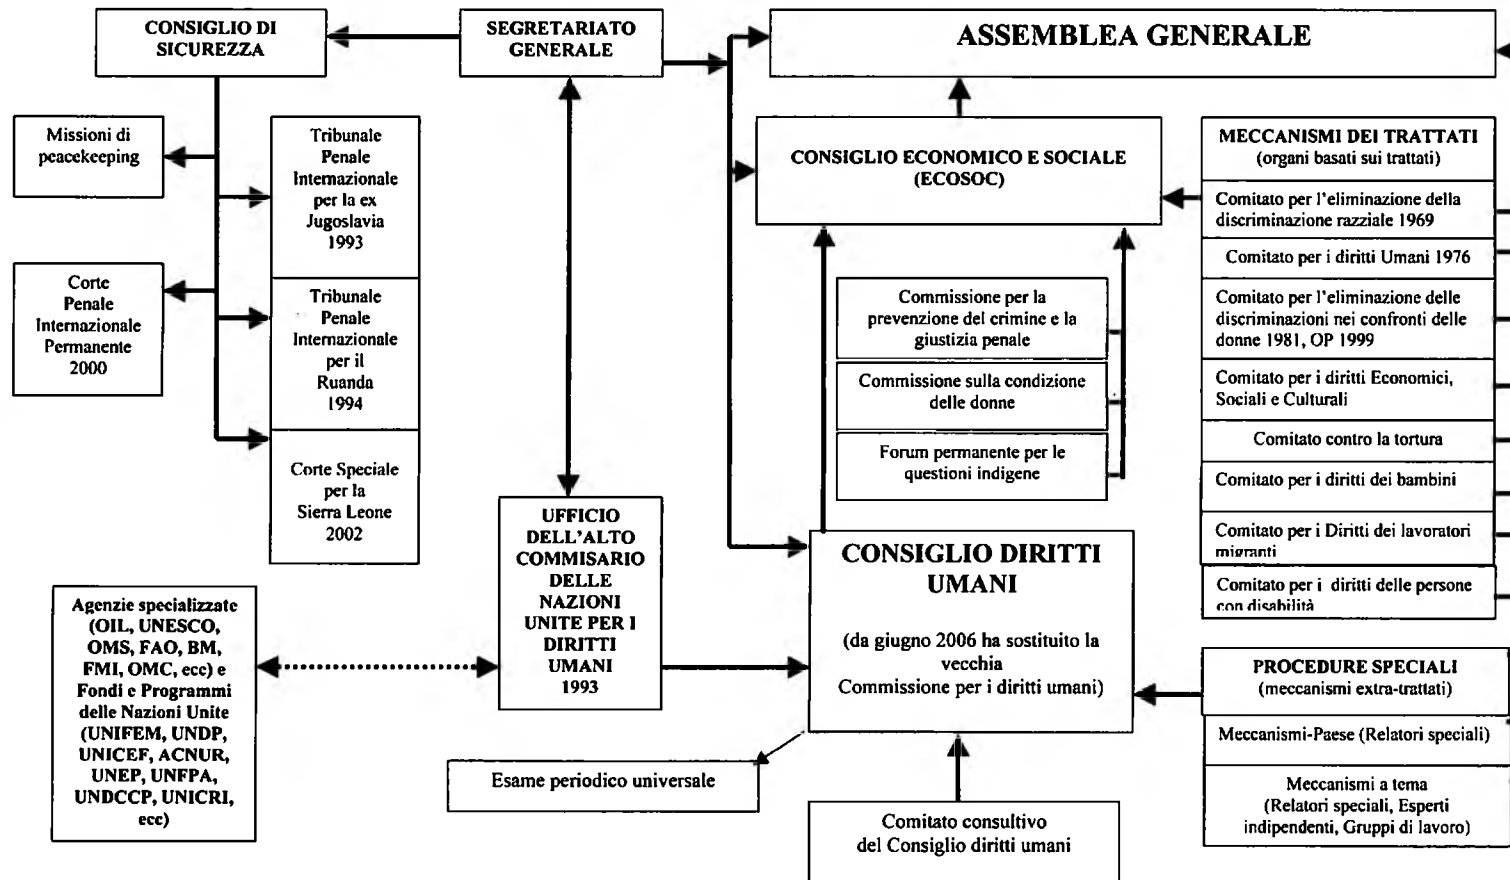 CONSIGLIO DI
SICUREZZA
SEGRETARIATO
GENERALE
ASSEMBLEA GENERALE
Missioni di
peacekeeping
Tribunale
Penale
Internazionale
per la ex
Jugoslavia
1993
CONSIGLIO ECONOMICO E SOCIALE
(ECOSOC)
MECCANISMI DEI TRATTATI
(organi basati sui trattati)
Comitato per l'eliminazione della
discriminazione razziale 1969
Comitato per i diritti Umani 1976
Comitato per l'eliminazione delle
discriminazioni nei confronti delle
donne 1981, OP 1999
Comitato per i diritti Economici,
Sociali e Culturali
Comitato contro la tortura
Comitato per i diritti dei bambini
Comitato per i Diritti dei lavoratori
migranti
Comitato per i diritti delle persone
con disabilità
Corte
Penale
Internazionale
Permanente
2000
Tribunale
Penale
Internazionale
per il
Ruanda
1994
Corte Speciale
per la
Sierra Leone
2002
Commissione per la
prevenzione del crimine e la
giustizia penale
Commissione sulla condizione
delle donne
Forum permanente per le
questioni indigene
UFFICIO
DELL'ALTO
COMMISARIO
DELLE
NAZIONI
UNITE PER I
DIRITTI
UMANI
1993
CONSIGLIO DIRITTI
UMANI
(da giugno 2006 ha sostituito la
vecchia
Commissione per i diritti umani)
Agenzie specializzate
(OIL, UNESCO,
OMS, FAO, BM,
FMI, OMC, ecc) e
Fondi e Programmi
delle Nazioni Unite
(UNIFEM, UNDP,
UNICEF, ACNUR,
UNEP, UNFPA,
UNDCCP, UNICRI,
ecc)
PROCEDURE SPECIALI
(meccanismi extra-trattati)
Meccanismi-Paese (Relatori speciali)
Meccanismi a tema
(Relatori speciali, Esperti
indipendenti, Gruppi di lavoro)
Esame periodico universale
Comitato consultivo
del Consiglio diritti umani